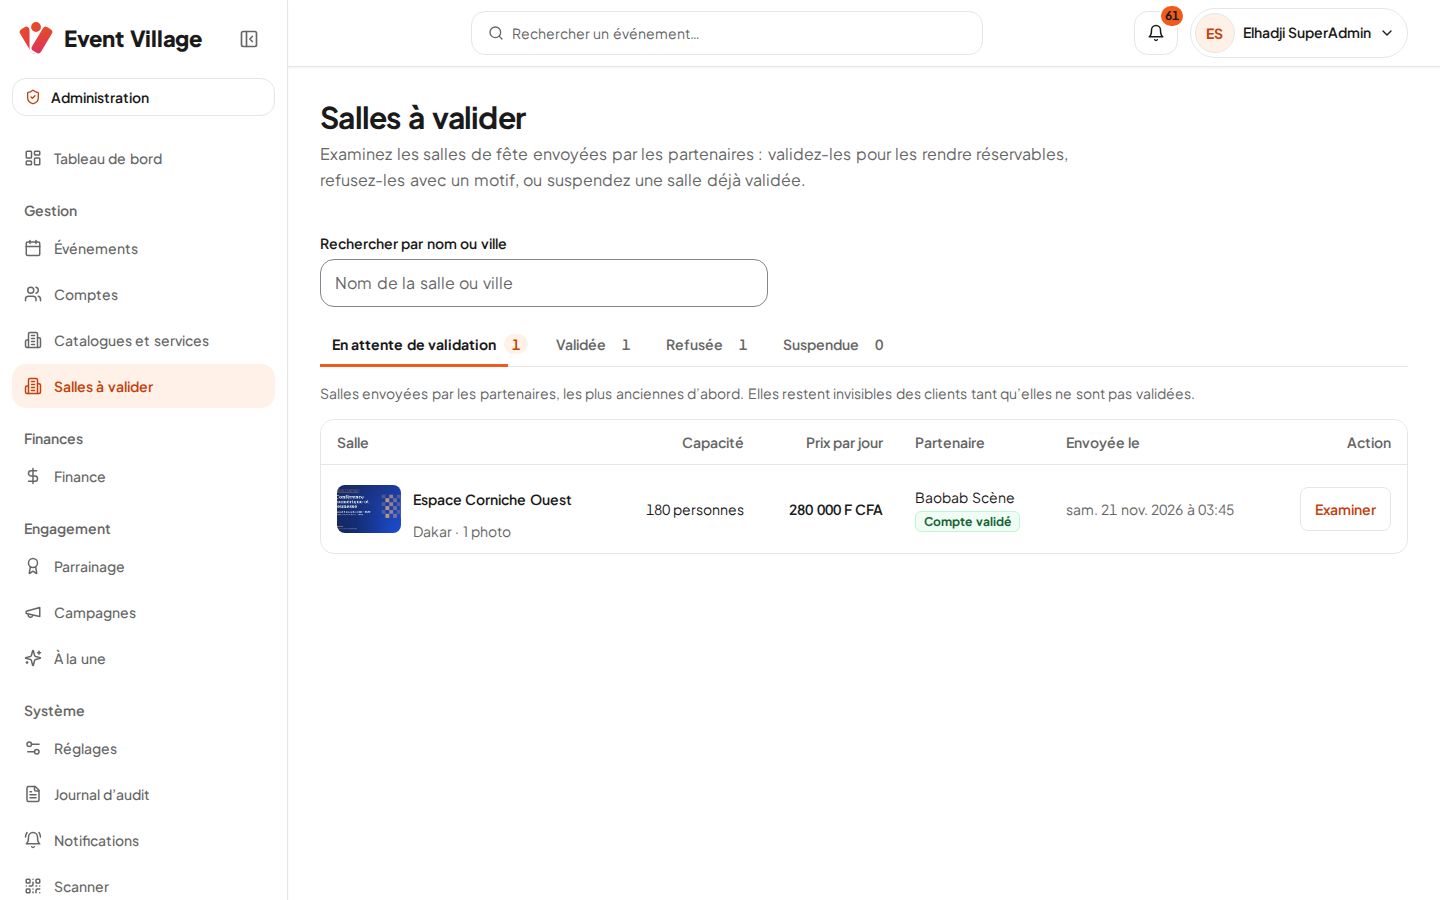 Event Village
Rechercher un événement…
61
ES
Elhadji SuperAdmin
Administration
Tableau de bord
Gestion
Événements
Comptes
Catalogues et services
Salles à valider
Finances
Finance
Engagement
Parrainage
Campagnes
À la une
Système
Réglages
Journal d’audit
Notifications
Scanner
Salles à valider
Examinez les salles de fête envoyées par les partenaires : validez-les pour les rendre réservables,
refusez-les avec un motif, ou suspendez une salle déjà validée.
Rechercher par nom ou ville
Nom de la salle ou ville
En attente de validation 1 Validée 1 Refusée 1 Suspendue 0
Salles envoyées par les partenaires, les plus anciennes d’abord. Elles restent invisibles des clients tant qu’elles ne sont pas validées.
Salle Capacité Prix par jour Partenaire Envoyée le Action
Espace Corniche Ouest
Dakar · 1 photo
180 personnes
280 000 F CFA
Baobab Scène
Compte validé
sam. 21 nov. 2026 à 03:45
Examiner